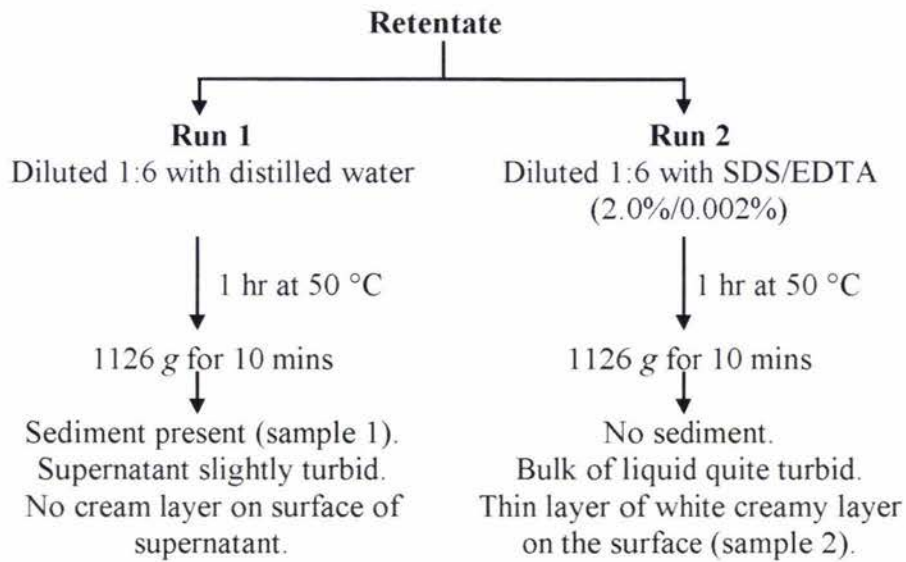 Retentate
Run 1
Diluted 1:6 with distilled water
1 hr at 50 °C
1126 g for 10 mins
Sediment present (sample 1).
Supernatant slightly turbid.
No cream layer on surface of
supernatant.
Run 2
Diluted 1:6 with SDS/EDTA
(2.0%/0.002%)
1 hr at 50 °C
1126 g for 10 mins
No sediment.
Bulk of liquid quite turbid.
Thin layer of white creamy layer
on the surface (sample 2).